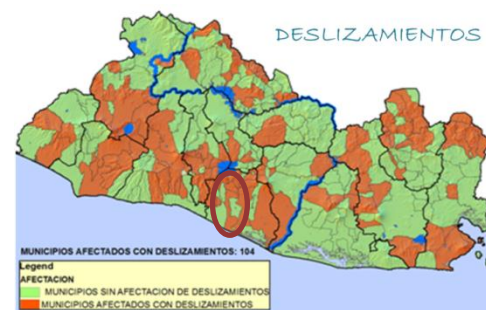 DESLIZAMIENTOS
MUNICIPIOS AFECTADOS CON DESLIZAMIENTOS: 104
Legend
AFECTACION
MUNICIPIOS SIN AFECTACION DE DESLIZAMIENTOS
MUNICIPIOS AFECTADOS CON DESLIZAMIENTOS